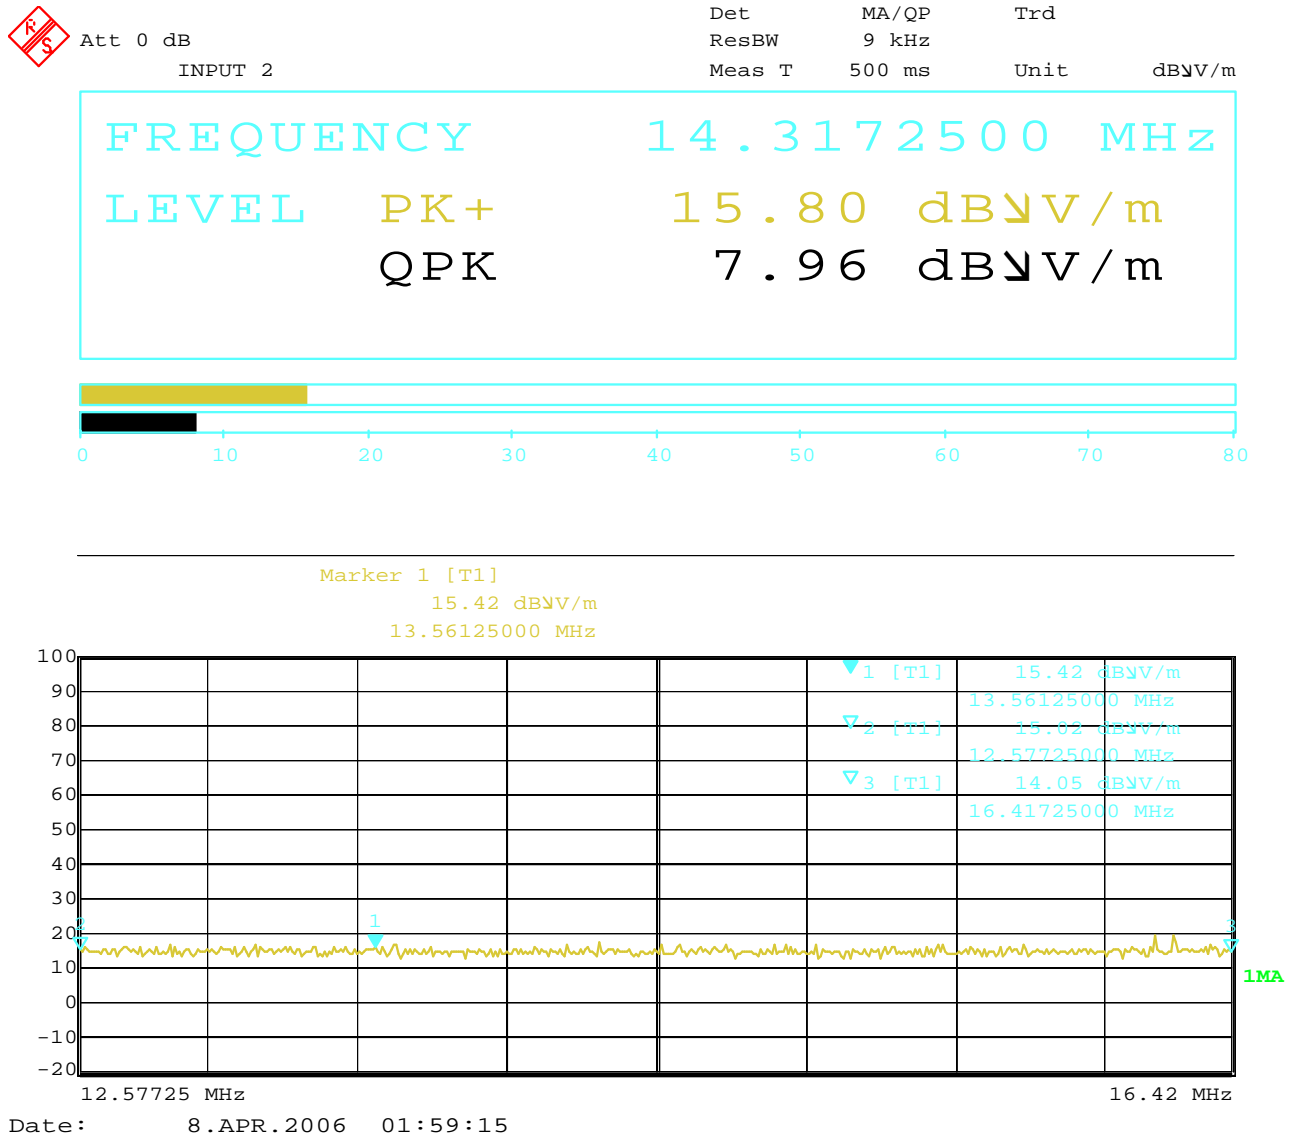 Det MA/QP Trd
R S Att 0 dB ResBW 9 kHz
INPUT 2 Meas T 500 ms Unit dBµV/m
FREQUENCY 14.3172500 MHz
LEVEL PK+ 15.80 dBµV/m
QPK 7.96 dBµV/m
0 10 20 30 40 50 60 70 80
Marker 1 [T1]
15.42 dBµV/m
13.56125000 MHz
100
90
80
70
60
50
40
30
20
10
0
-10
-20
1 [T1] 15.42 dBµV/m
13.56125000 MHz
2 [T1] 15.02 dBµV/m
12.57725000 MHz
3 [T1] 14.05 dBµV/m
16.41725000 MHz
2 1 3
1MA
12.57725 MHz 16.42 MHz
Date: 8.APR.2006 01:59:15